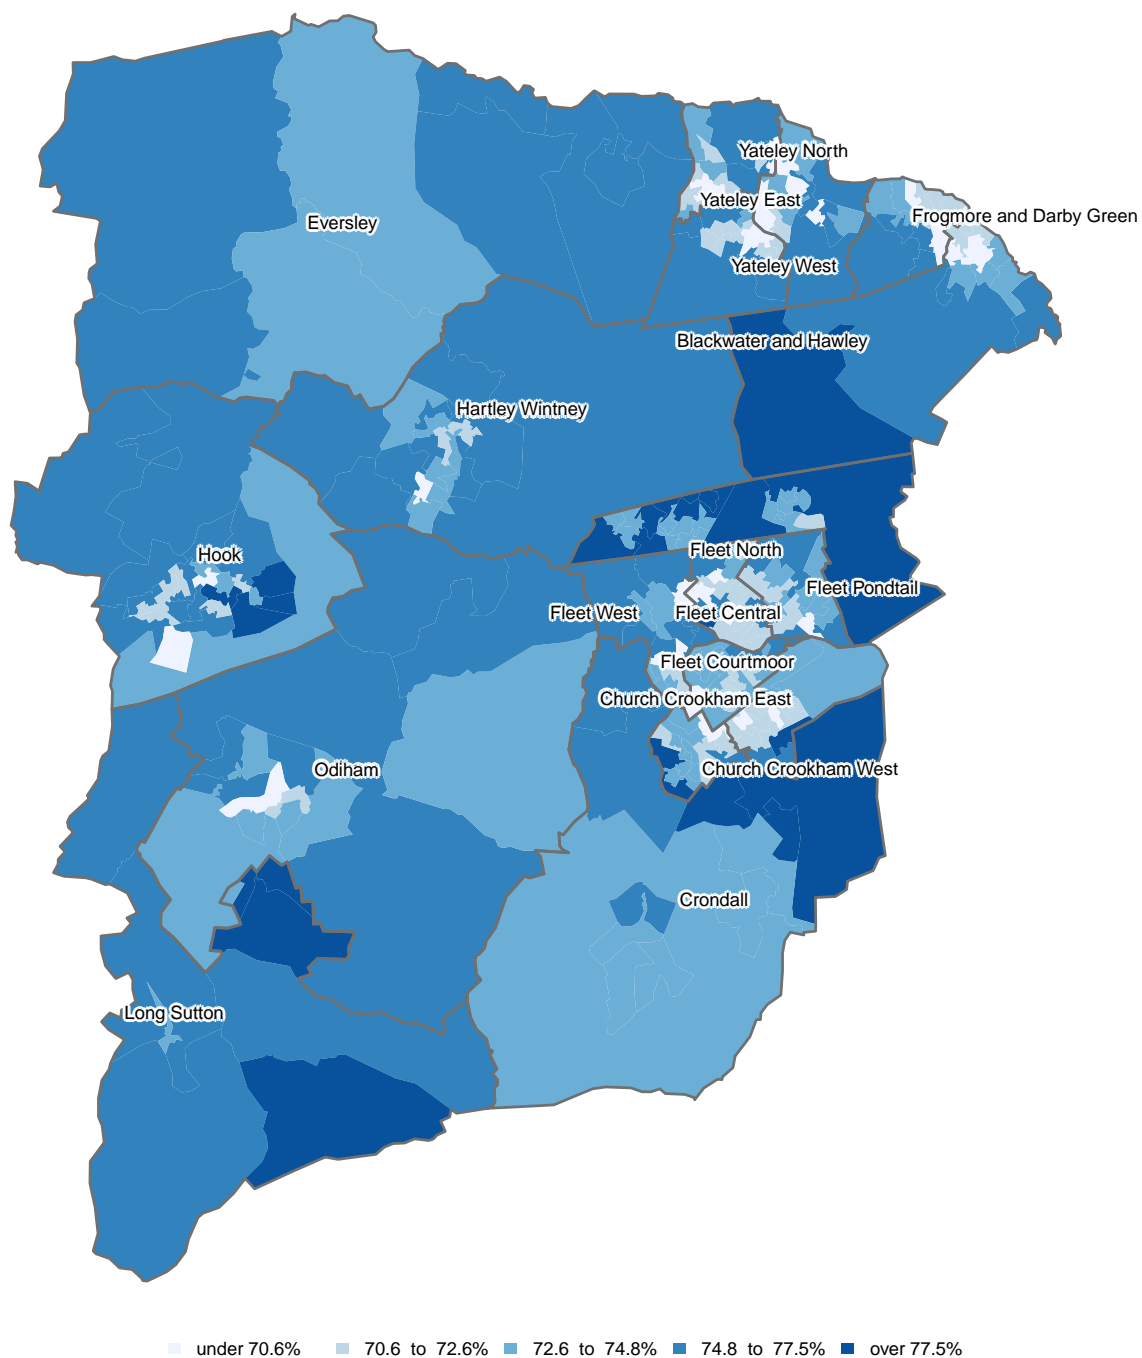 Yateley North
Yateley East
Frogmore and Darby Green
Eversley
Yateley West
Blackwater and Hawley
Hartley Wintney
Hook
Fleet North
Fleet Pondtail
Fleet West
Fleet Central
Fleet Courtmoor
Church Crookham East
Odiham
Church Crookham West
Crondall
Long Sutton
under 70.6% 70.6 to 72.6% 72.6 to 74.8% 74.8 to 77.5% over 77.5%